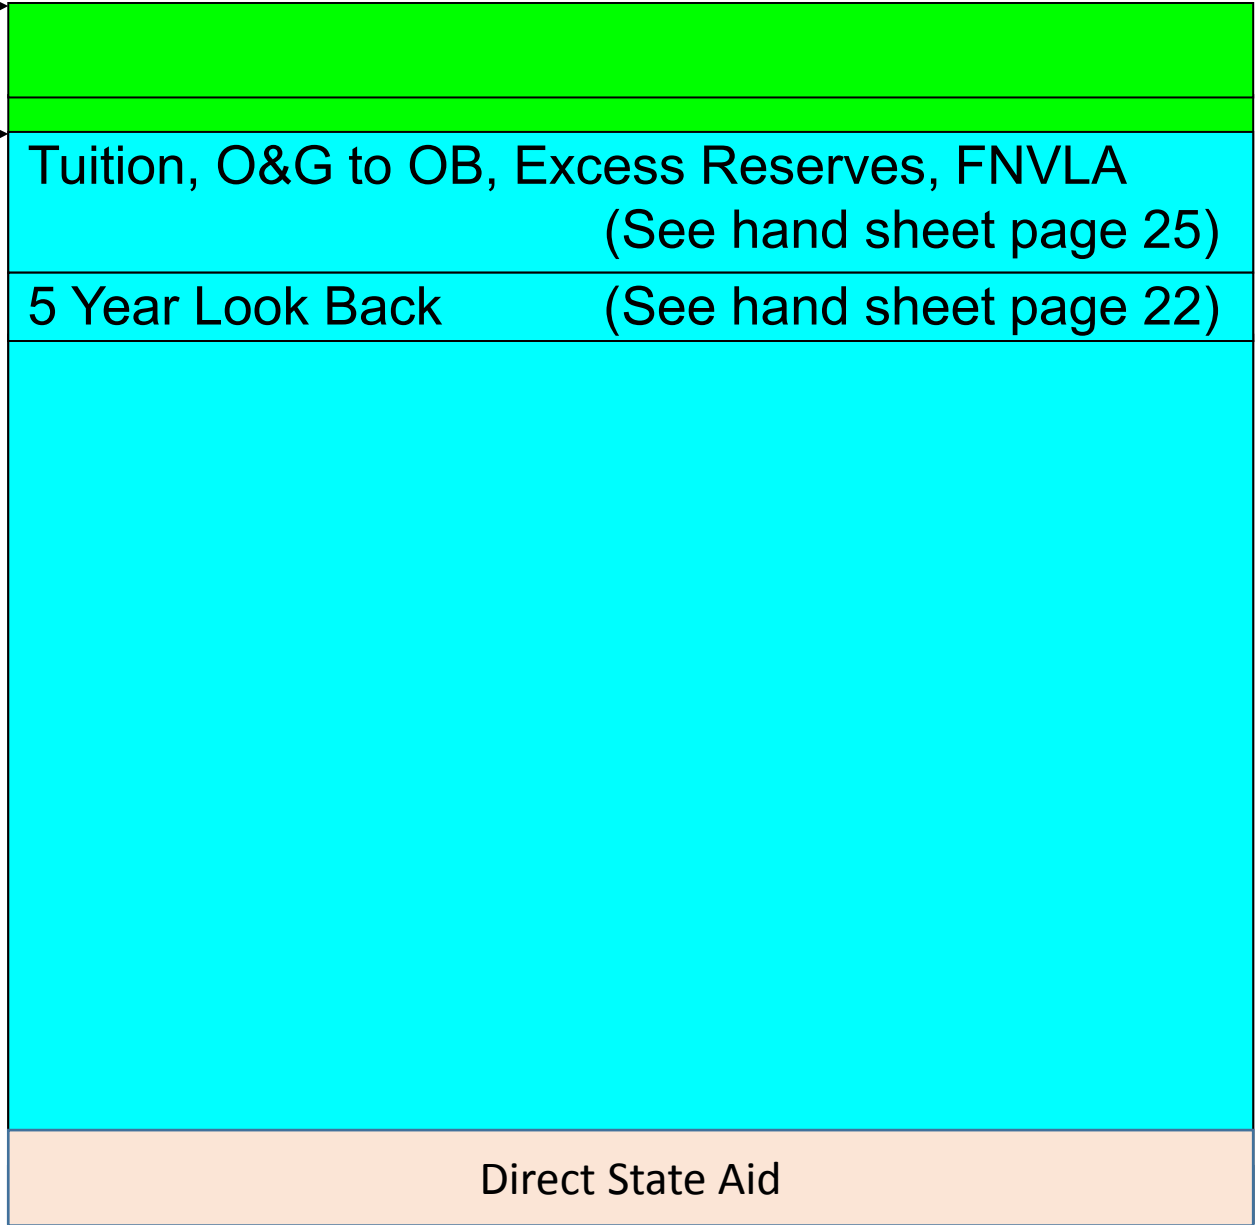 Tuition, O&G to OB, Excess Reserves, FNVLA
(See hand sheet page 25)
5 Year Look Back (See hand sheet page 22)
Direct State Aid